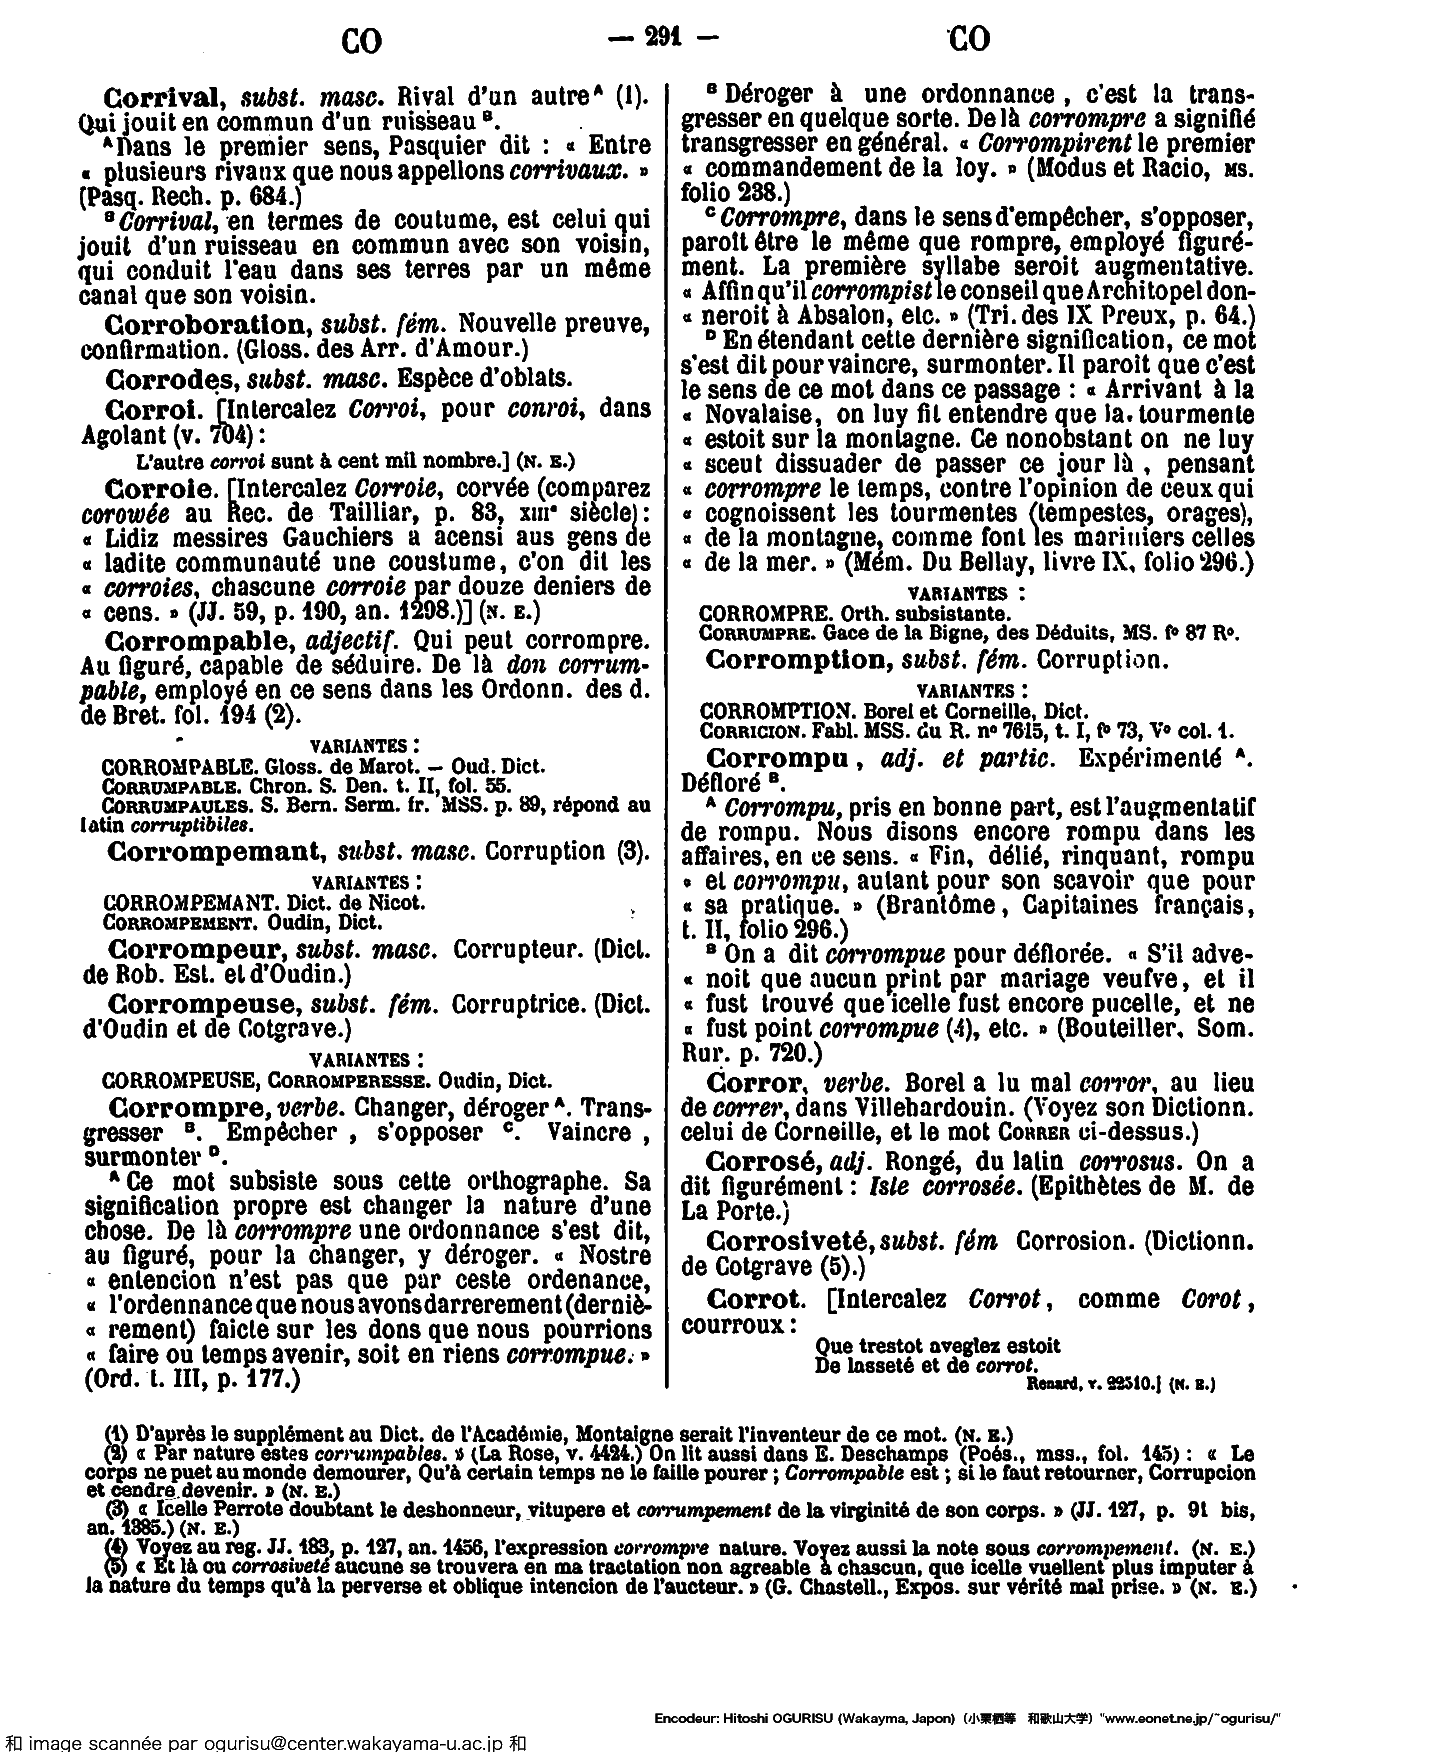 CO — 291 — CO
Corrival, subst. masc. Rival d'un autre ᴬ (1).
Qui jouit en commun d'un ruisseau ᴮ.
ᴬ Dans le premier sens, Pasquier dit : « Entre
« plusieurs rivaux que nous appellons corrivaux. »
(Pasq. Rech. p. 684.)
ᴮ Corrival, en termes de coutume, est celui qui
jouit d'un ruisseau en commun avec son voisin,
qui conduit l'eau dans ses terres par un même
canal que son voisin.
Corroboration, subst. fém. Nouvelle preuve,
confirmation. (Gloss. des Arr. d'Amour.)
Corrodes, subst. masc. Espèce d'oblats.
Corroi. [Intercalez Corroi, pour conroi, dans
Agolant (v. 704) :
L'autre corroi sunt à cent mil nombre.] (N. E.)
Corroie. [Intercalez Corroie, corvée (comparez
corowée au Rec. de Tailliar, p. 83, XIIIᵉ siècle) :
« Lidiz messires Gauchiers a acensi aus gens de
« ladite communauté une coustume, c'on dit les
« corroies, chascune corroie par douze deniers de
« cens. » (JJ. 59, p. 190, an. 1298.)] (N. E.)
Corrompable, adjectif. Qui peut corrompre.
Au figuré, capable de séduire. De là don corrum-
pable, employé en ce sens dans les Ordonn. des d.
de Bret. fol. 194 (2).
VARIANTES :
CORROMPABLE. Gloss. de Marot. — Oud. Dict.
CORRUMPABLE. Chron. S. Den. t. II, fol. 55.
CORRUMPAULES. S. Bern. Serm. fr. MSS. p. 89, répond au
latin corruptibiles.
Corrompemant, subst. masc. Corruption (3).
VARIANTES :
CORROMPEMANT. Dict. de Nicot.
CORROMPEMENT. Oudin, Dict.
Corrompeur, subst. masc. Corrupteur. (Dict.
de Rob. Est. et d'Oudin.)
Corrompeuse, subst. fém. Corruptrice. (Dict.
d'Oudin et de Cotgrave.)
VARIANTES :
CORROMPEUSE, CORROMPERESSE. Oudin, Dict.
Corrompre, verbe. Changer, déroger ᴬ. Trans-
gresser ᴮ. Empêcher , s'opposer ᶜ. Vaincre ,
surmonter ᴰ.
ᴬ Ce mot subsiste sous cette orthographe. Sa
signification propre est changer la nature d'une
chose. De là corrompre une ordonnance s'est dit,
au figuré, pour la changer, y déroger. « Nostre
« entencion n'est pas que par ceste ordenance,
« l'ordennance que nous avons darrerement (derniè-
« rement) faicte sur les dons que nous pourrions
« faire ou temps avenir, soit en riens corrompue. »
(Ord. t. III, p. 177.)
ᴮ Déroger à une ordonnance , c'est la trans-
gresser en quelque sorte. De là corrompre a signifié
transgresser en général. « Corrompirent le premier
« commandement de la loy. » (Modus et Racio, MS.
folio 238.)
ᶜ Corrompre, dans le sens d'empêcher, s'opposer,
paroît être le même que rompre, employé figuré-
ment. La première syllabe seroit augmentative.
« Affin qu'il corrompist le conseil que Architopel don-
« neroit à Absalon, etc. » (Tri. des IX Preux, p. 64.)
ᴰ En étendant cette dernière signification, ce mot
s'est dit pour vaincre, surmonter. Il paroit que c'est
le sens de ce mot dans ce passage : « Arrivant à la
« Novalaise, on luy fit entendre que la tourmente
« estoit sur la montagne. Ce nonobstant on ne luy
« sceut dissuader de passer ce jour là , pensant
« corrompre le temps, contre l'opinion de ceux qui
« cognoissent les tourmentes (tempestes, orages),
« de la montagne, comme font les mariniers celles
« de la mer. » (Mém. Du Bellay, livre IX, folio 296.)
VARIANTES :
CORROMPRE. Orth. subsistante.
CORRUMPRE. Gace de la Bigne, des Déduits, MS. fᵒ 87 Rᵒ.
Corromption, subst. fém. Corruption.
VARIANTES :
CORROMPTION. Borel et Corneille, Dict.
CORRICION. Fabl. MSS. du R. nᵒ 7615, t. I, fᵒ 73, Vᵒ col. 1.
Corrompu , adj. et partic. Expérimenté ᴬ.
Défloré ᴮ.
ᴬ Corrompu, pris en bonne part, est l'augmentatif
de rompu. Nous disons encore rompu dans les
affaires, en ce sens. « Fin, délié, rinquant, rompu
« et corrompu, autant pour son scavoir que pour
« sa pratique. » (Brantôme , Capitaines français,
t. II, folio 296.)
ᴮ On a dit corrompue pour déflorée. « S'il adve-
« noit que aucun print par mariage veufve, et il
« fust trouvé que icelle fust encore pucelle, et ne
« fust point corrompue (4), etc. » (Bouteiller, Som.
Rur. p. 720.)
Corror, verbe. Borel a lu mal corror, au lieu
de correr, dans Villehardouin. (Voyez son Dictionn.
celui de Corneille, et le mot CORRER ci-dessus.)
Corrosé, adj. Rongé, du latin corrosus. On a
dit figurément : Isle corrosée. (Epithètes de M. de
La Porte.)
Corrosiveté, subst. fém Corrosion. (Dictionn.
de Cotgrave (5).)
Corrot. [Intercalez Corrot, comme Corot,
courroux :
Que trestot aveglez estoit
De lasseté et de corrot.
Renard, v. 22510.] (N. E.)
(1) D'après le supplément au Dict. de l'Académie, Montaigne serait l'inventeur de ce mot. (N. E.)
(2) « Par nature estes corrumpables. » (La Rose, v. 4424.) On lit aussi dans E. Deschamps (Poés., mss., fol. 145) : « Le
corps ne puet au monde demourer, Qu'à certain temps ne le faille pourer ; Corrompable est ; si le faut retourner, Corrupcion
et cendre devenir. » (N. E.)
(3) « Icelle Perrote doubtant le deshonneur, vitupere et corrumpement de la virginité de son corps. » (JJ. 127, p. 91 bis,
an. 1385.) (N. E.)
(4) Voyez au reg. JJ. 183, p. 127, an. 1456, l'expression corrompre nature. Voyez aussi la note sous corrompement. (N. E.)
(5) « Et là ou corrosiveté aucune se trouvera en ma tractation non agreable à chascun, que icelle vuellent plus imputer à
la nature du temps qu'à la perverse et oblique intencion de l'aucteur. » (G. Chastell., Expos. sur vérité mal prise. » (N. E.)
Encodeur: Hitoshi OGURISU (Wakayma, Japon) (小栗栖等 和歌山大学) "www.eonet.ne.jp/~ogurisu/"
和 image scannée par ogurisu@center.wakayama-u.ac.jp 和